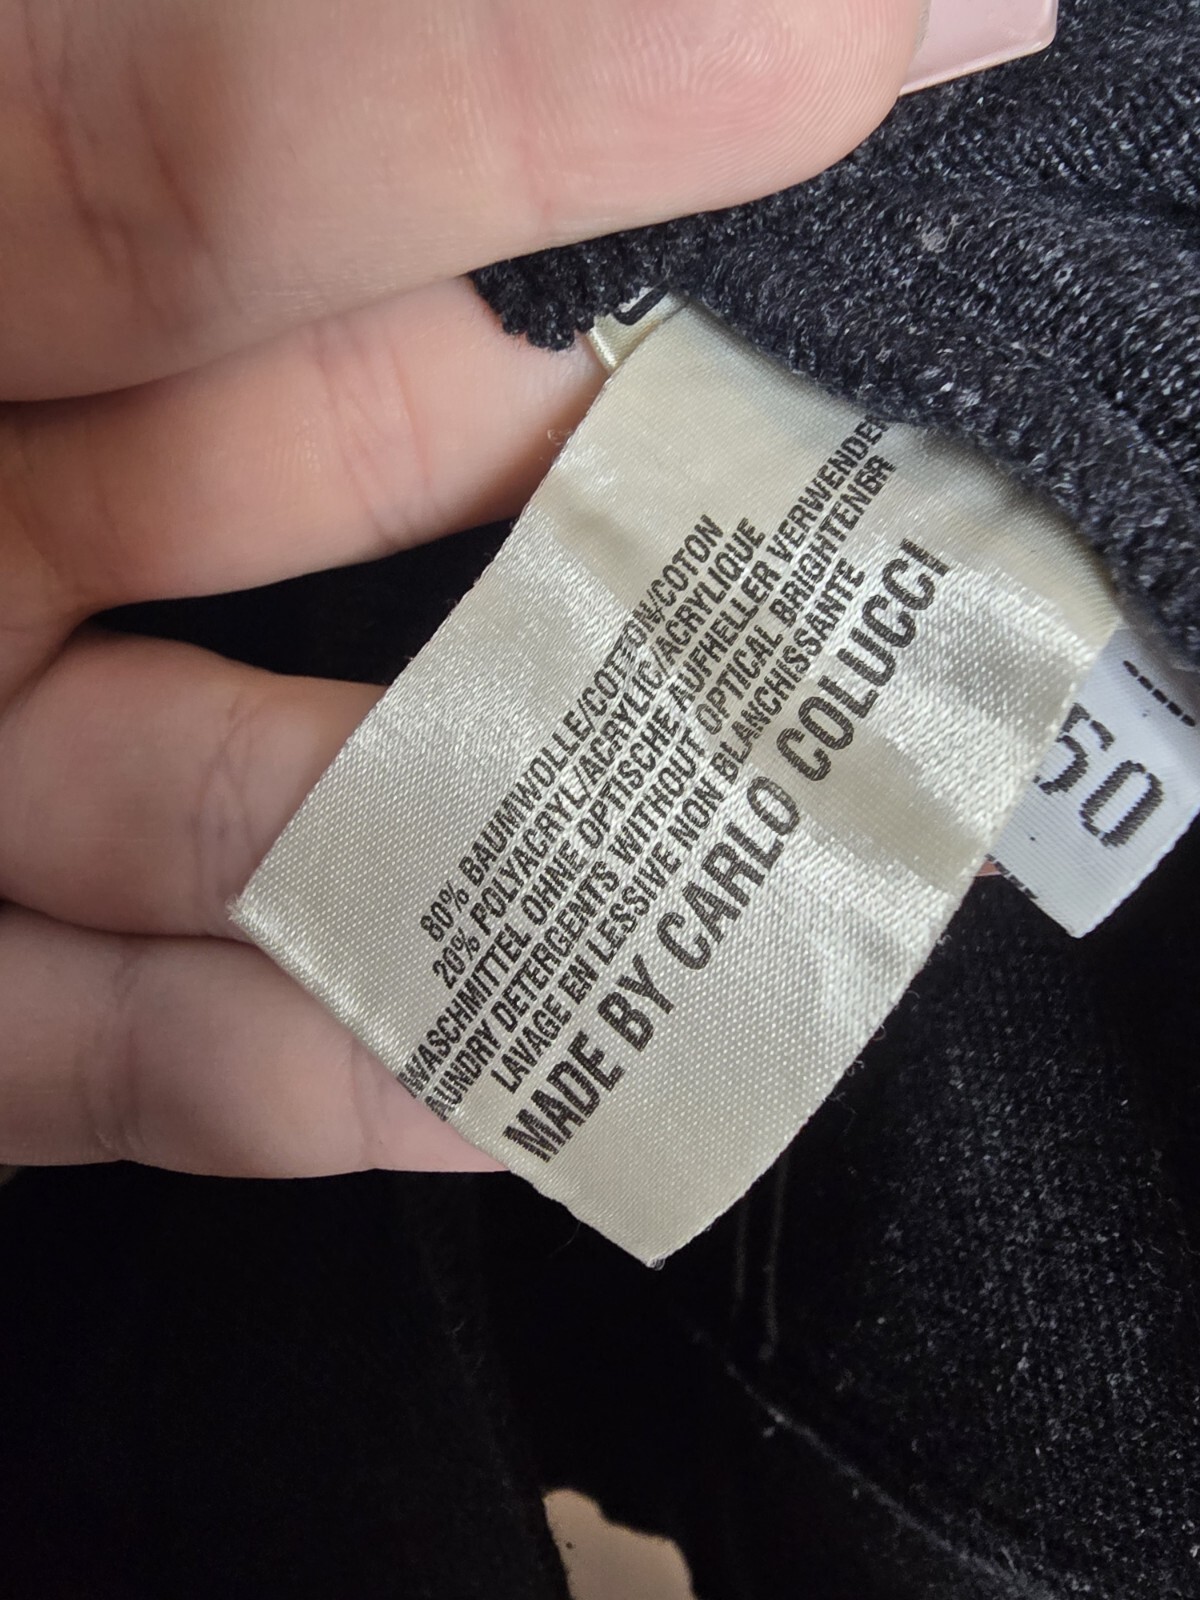 80% BAUMWOLLE/COTTON/COTON
20% POLYACRYL/ACRYLIC/ACRYLIQUE
WASCHMITTEL OHNE OPTISCHE AUFHELLER VERWENDEN
AUNDRY DETERGENTS WITHOUT OPTICAL BRIGHTENER
LAVAGE EN LESSIVE NON BLANCHISSANTE
MADE BY CARLO COLUCCI
50